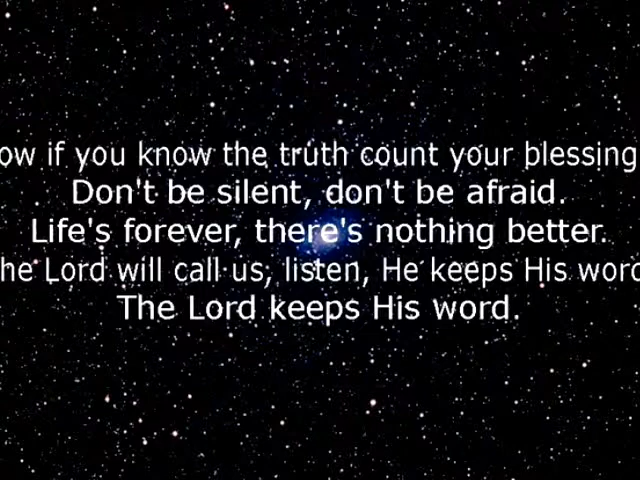 ow if you know the truth count your blessing
Don't be silent, don't be afraid.
Life's forever, there's nothing better.
he Lord will call us, listen, He keeps His word
The Lord keeps His word.